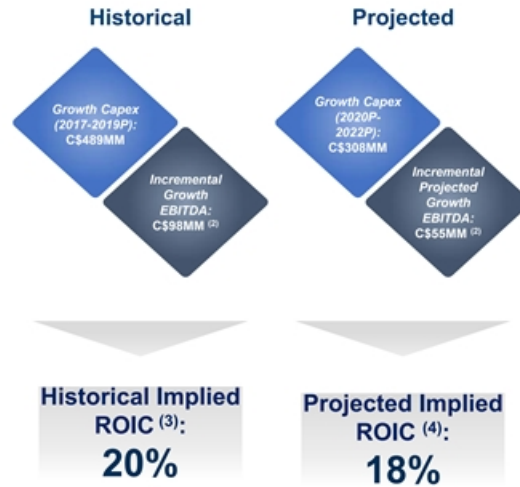 Historical
Growth Capex
(2017-2019P):
C$489MM
Incremental
Growth
EBITDA:
C$98MM (2)
Historical Implied
ROIC (3):
20%
Projected
Growth Capex
(2020P-
2022P):
C$308MM
Incremental
Projected
Growth
EBITDA:
C$55MM (2)
Projected Implied
ROIC (4):
18%